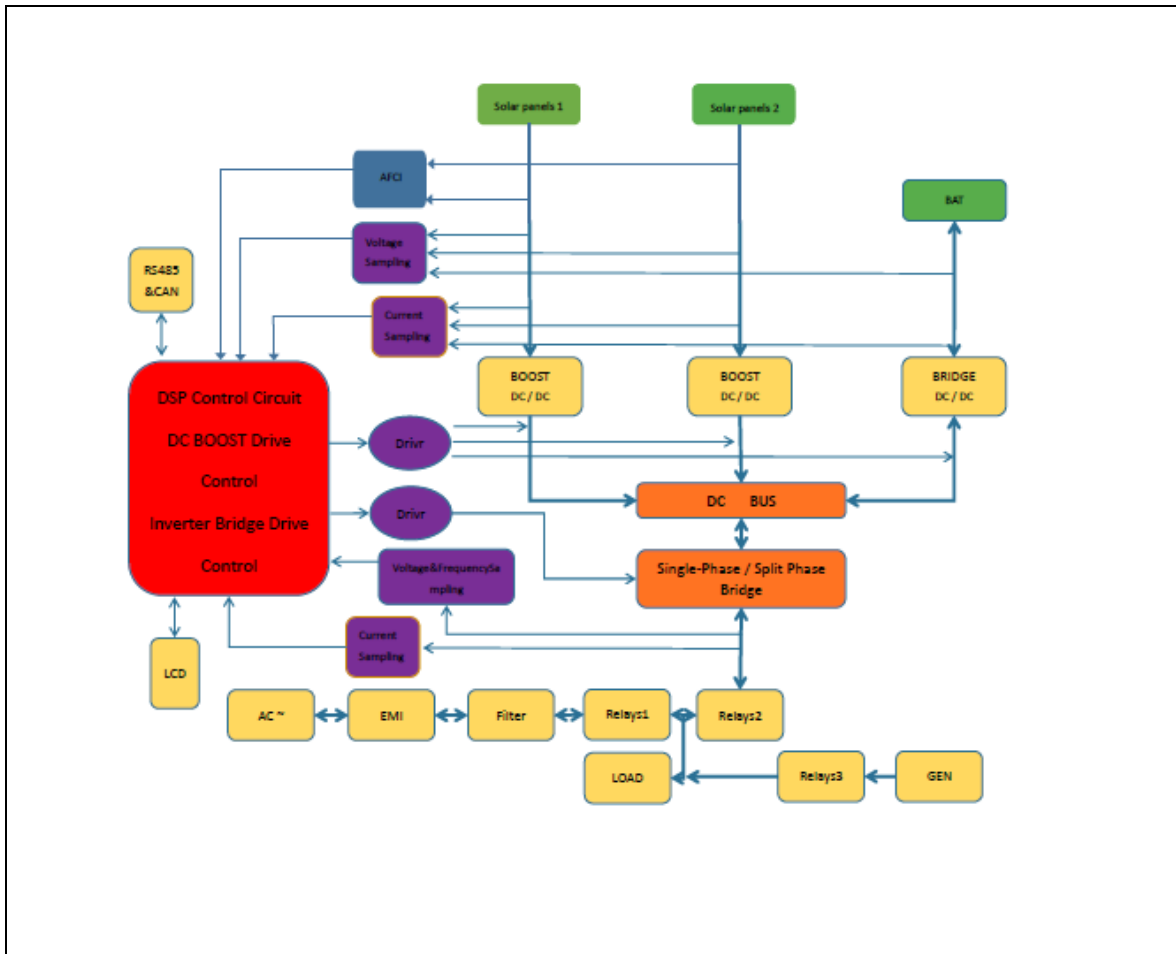 Solar panels 1
Solar panels 2
AFCI
BAT
Voltage
Sampling
RS485
&CAN
Current
Sampling
BOOST
DC / DC
BOOST
DC / DC
BRIDGE
DC / DC
DSP Control Circuit
DC BOOST Drive
Control
Inverter Bridge Drive
Control
Drivr
Drivr
DC BUS
Voltage&FrequencySa
mpling
Single-Phase / Split Phase
Bridge
Current
Sampling
LCD
AC ~
EMI
Filter
Relays1
Relays2
LOAD
Relays3
GEN